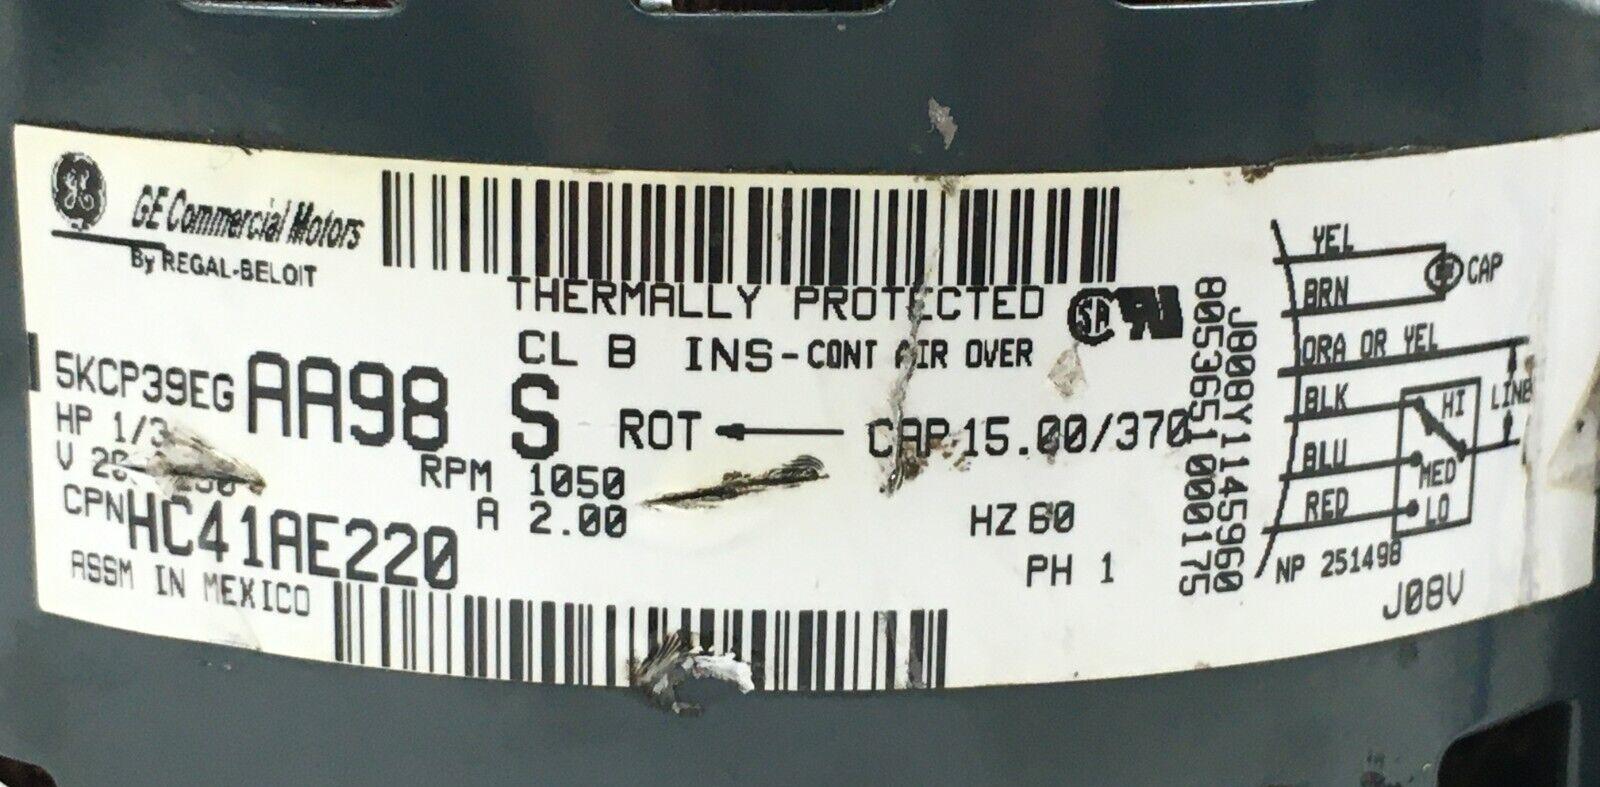 GE Commercial Motors
By REGAL-BELOIT
THERMALLY PROTECTED
CL B INS-CONT AIR OVER
5KCP39EG AA98 S ROT CAP 15.00/370
HP 1/3
V RPM 1050
A 2.00
HZ 60
CPN HC41AE220
PH 1
ASSM IN MEXICO
J808Y11459960
8053651000175
YEL
CAP
BRN
ORA OR YEL
BLK HI LINE
BLU MED
RED LO
NP 251498
J08V